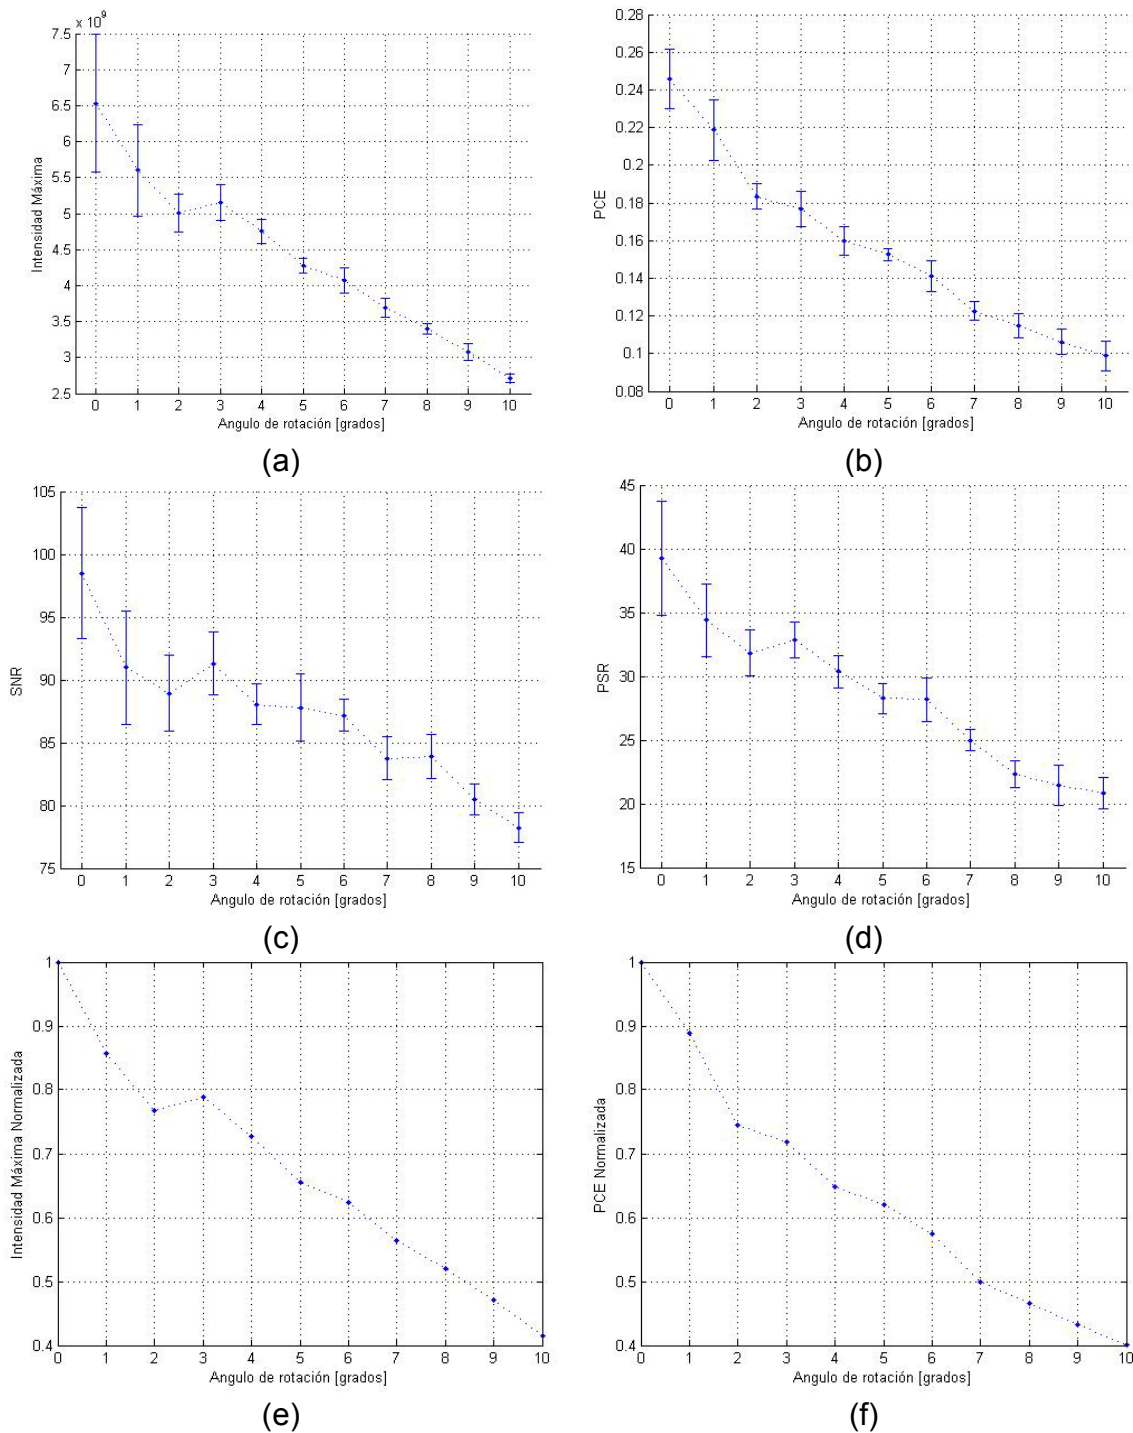 x 10⁹
7.5
7
6.5
6
5.5
5
4.5
4
3.5
3
2.5
Intensidad Máxima
0 1 2 3 4 5 6 7 8 9 10
Angulo de rotación [grados]
(a)
0.28
0.26
0.24
0.22
0.2
0.18
0.16
0.14
0.12
0.1
0.08
PCE
0 1 2 3 4 5 6 7 8 9 10
Angulo de rotación [grados]
(b)
105
100
95
90
85
80
75
SNR
0 1 2 3 4 5 6 7 8 9 10
Angulo de rotación [grados]
(c)
45
40
35
30
25
20
15
PSR
0 1 2 3 4 5 6 7 8 9 10
Angulo de rotación [grados]
(d)
1
0.9
0.8
0.7
0.6
0.5
0.4
Intensidad Máxima Normalizada
0 1 2 3 4 5 6 7 8 9 10
Angulo de rotación [grados]
(e)
1
0.9
0.8
0.7
0.6
0.5
0.4
PCE Normalizada
0 1 2 3 4 5 6 7 8 9 10
Angulo de rotación [grados]
(f)